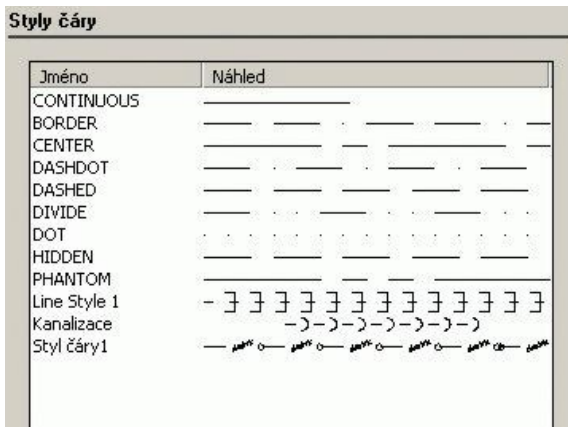 Styly čáry
Jméno Náhled
CONTINUOUS
BORDER
CENTER
DASHDOT
DASHED
DIVIDE
DOT
HIDDEN
PHANTOM
Line Style 1
Kanalizace
Styl čáry1